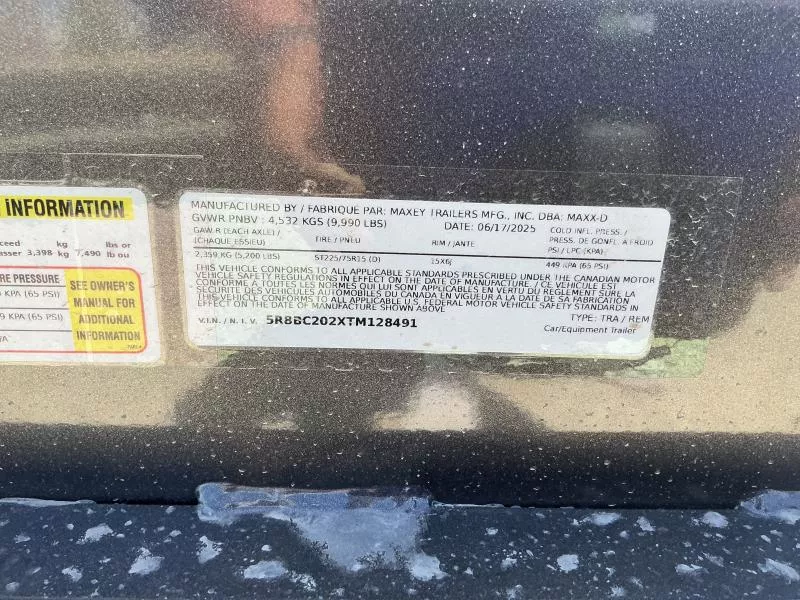 INFORMATION
ceed kg lbs or
asser 3,398 kg 7,490 lb ou
RE PRESSURE
KPA (65 PSI)
KPA (65 PSI)
SEE OWNER'S
MANUAL FOR
ADDITIONAL
INFORMATION
MANUFACTURED BY / FABRIQUÉ PAR: MAXEY TRAILERS MFG., INC. DBA: MAXX-D
GVWR PNBV : 4,532 KGS (9,990 LBS) DATE: 06/17/2025
GAW.R (EACH AXLE) / TIRE / PNEU RIM / JANTE COLD INFL. PRESS. /
(CHAQUE ESSIEU) PRESS. DE GONFL. A FROID
PSI / LPC (KPA)
2,359 KG (5,200 LBS) ST225/75R15 (D) 15X6J 449 KPA (65 PSI)
THIS VEHICLE CONFORMS TO ALL APPLICABLE STANDARDS PRESCRIBED UNDER THE CANADIAN MOTOR
VEHICLE SAFETY REGULATIONS IN EFFECT ON THE DATE OF MANUFACTURE. / CE VEHICULE EST
CONFORME A TOUTES LES NORMES QUI LUI SONT APPLICABLES EN VERTU DU REGLEMENT SUR LA
SECURITE DES VEHICULES AUTOMOBILES DU CANADA EN VIGUEUR A LA DATE DE SA FABRICATION
THIS VEHICLE CONFORMS TO ALL APPLICABLE U.S. FEDERAL MOTOR VEHICLE SAFETY STANDARDS IN
EFFECT ON THE DATE OF MANUFACTURE SHOWN ABOVE
TYPE: TRA / REM
V.I.N. / N.I.V. 5R8BC202XTM128491 Car/Equipment Trailer